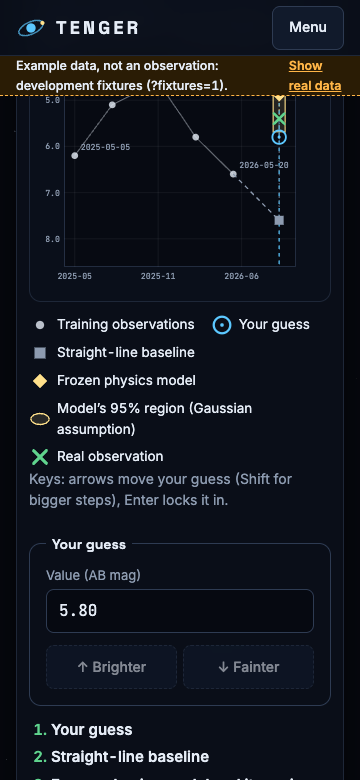 TENGER
Menu
Example data, not an observation:
development fixtures (?fixtures=1).
Show
real data
5.0
6.0
7.0
8.0
2025-05-05
2026-05-20
2025-05
2025-11
2026-06
Training observations
Your guess
Straight-line baseline
Frozen physics model
Model's 95% region (Gaussian
assumption)
Real observation
Keys: arrows move your guess (Shift for
bigger steps), Enter locks it in.
Your guess
Value (AB mag)
5.80
↑ Brighter
↓ Fainter
1. Your guess
2. Straight-line baseline